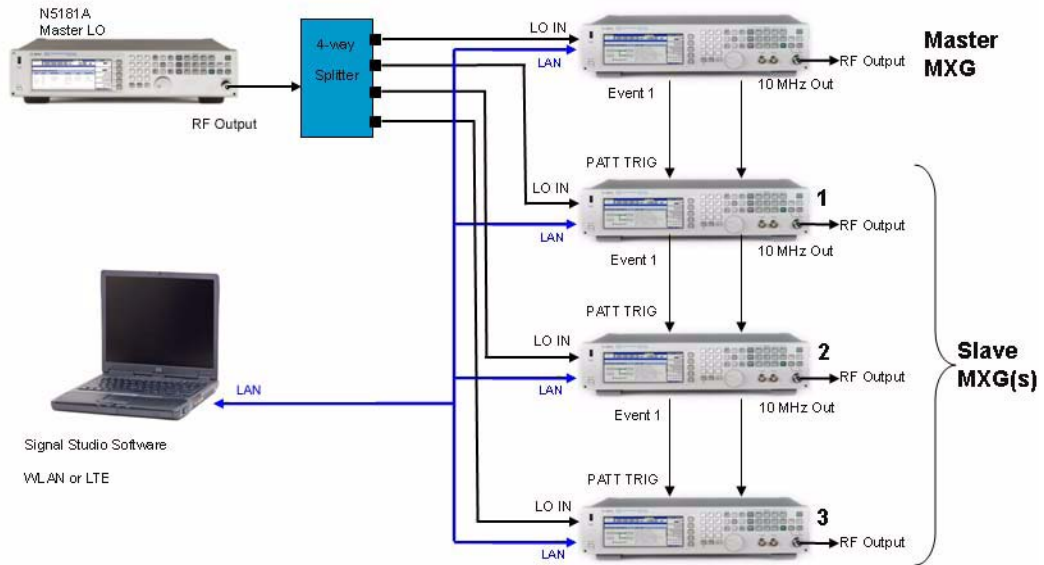 N5181A
Master LO
RF Output
4-way
Splitter
LO IN
LAN
RF Output
Master
MXG
Event 1
10 MHz Out
PATT TRIG
LO IN
1
LAN
RF Output
Event 1
10 MHz Out
PATT TRIG
LO IN
2
LAN
RF Output
Slave
MXG(s)
Event 1
10 MHz Out
LAN
Signal Studio Software
WLAN or LTE
PATT TRIG
LO IN
3
LAN
RF Output